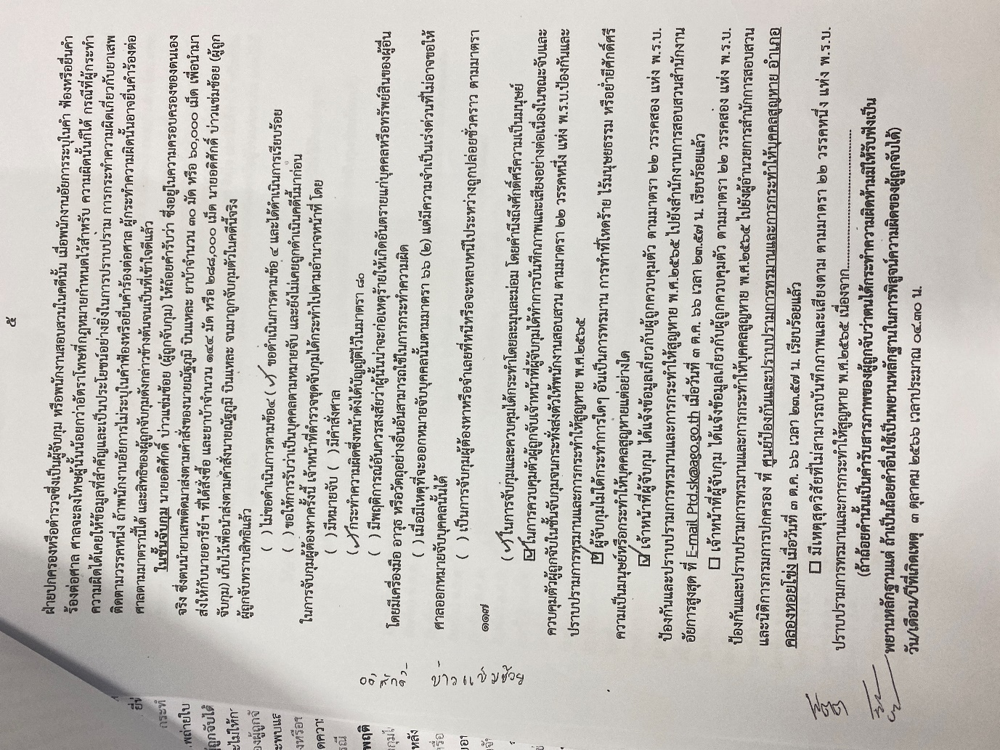 ๕
ฝ่ายปกครองหรือตำรวจซึ่งเป็นผู้จับกุม หรือพนักงานสอบสวนในคดีนั้น เมื่อพนักงานอัยการระบุในคำ ฟ้องหรือยื่นคำ
ร้องต่อศาล ศาลจะลงโทษผู้นั้นน้อยกว่าอัตราโทษที่กฎหมายกำหนดไว้สำหรับ ความผิดนั้นก็ได้ กรณีที่ผู้กระทำ
ความผิดได้เคยให้ข้อมูลที่สำคัญและเป็นประโยชน์อย่างยิ่งในการปราบปราม การกระทำความผิดเกี่ยวกับยาเสพ
ติดตามวรรคหนึ่ง ถ้าพนักงานอัยการไม่ระบุในคำฟ้องหรือยื่นคำร้องต่อศาล ผู้กระทำความผิดนั้นอาจยื่นคำร้องต่อ
ศาลตามมาตรานี้ได้ และสิทธิของผู้ถูกจับกุมดังกล่าวข้างต้นจนเป็นที่เข้าใจดีแล้ว
ในชั้นจับกุม นายอดิศักดิ์ บ่าวแช่มช้อย (ผู้ถูกจับกุม) ให้ถ้อยคำรับว่า ซึ่งอยู่ในความครอบครองของตนเอง
จริง ซึ่งตนนำยาเสพติดมาส่งตามคำสั่งของนายณัฐภูมิ บินแหละ ยาบ้าจำนวน ๓๐ มัด หรือ ๖๐,๐๐๐ เม็ด เพื่อนำมา
ส่งให้กับนายอารีย์ฯ ที่ได้สั่งซื้อ และยาบ้าจำนวน ๑๔๔ มัด หรือ ๒๘๘,๐๐๐ เม็ด นายอดิศักดิ์ บ่าวแช่มช้อย (ผู้ถูก
จับกุม) เก็บไว้เพื่อนำส่งตามคำสั่งนายณัฐภูมิ บินแหละ จนมาถูกจับกุมตัวในคดีนี้จริง
ผู้ถูกจับทราบสิทธิแล้ว
( ) ไม่ขอดำเนินการตามข้อ๔ (✓) ขอดำเนินการตามข้อ ๔ และได้ดำเนินการเรียบร้อย
( ) ขอให้การรับว่าเป็นบุคคลตามหมายจับ และยังไม่เคยถูกดำเนินคดีนี้มาก่อน
ในการจับกุมผู้ต้องหาครั้งนี้ เจ้าหน้าที่ตำรวจชุดจับกุมได้กระทำไปตามอำนาจหน้าที่ โดย
( ) มีหมายจับ ( ) มีคำสั่งศาล
(✓) กระทำความผิดซึ่งหน้าดังได้บัญญัติไว้ในมาตรา ๘๐
( ) มีพฤติการณ์อันควรสงสัยว่าผู้นั้นน่าจะก่อเหตุร้ายให้เกิดอันตรายแก่บุคคลหรือทรัพย์สินของผู้อื่น
โดยมีเครื่องมือ อาวุธ หรือวัตถุอย่างอื่นอันสามารถใช้ในการกระทำความผิด
( ) เมื่อมีเหตุที่จะออกหมายจับบุคคลนั้นตามมาตรา ๖๖ (๒) แต่มีความจำเป็นเร่งด่วนที่ไม่อาจขอให้
ศาลออกหมายจับบุคคลนั้นได้
( ) เป็นการจับกุมผู้ต้องหาหรือจำเลยที่หนีหรือจะหลบหนีไประหว่างถูกปล่อยชั่วคราว ตามมาตรา
๑๑๗
(✓) ในการจับกุมและควบคุมได้กระทำโดยละมุนละม่อม โดยคำนึงถึงศักดิ์ศรีความเป็นมนุษย์
☑ ในการควบคุมตัวผู้ถูกจับเจ้าหน้าที่ผู้จับกุมได้ทำการบันทึกภาพและเสียงอย่างต่อเนื่องในขณะจับและ
ควบคุมตัวผู้ถูกจับในชั้นจับกุมจนกระทั่งส่งตัวให้พนักงานสอบสวน ตามมาตรา ๒๒ วรรคหนึ่ง แห่ง พ.ร.บ.ป้องกันและ
ปราบปรามการทรมานและการกระทำให้สูญหาย พ.ศ.๒๕๖๕
☑ ผู้จับกุมไม่ได้กระทำการใดๆ อันเป็นการทรมาน การทำที่โหดร้าย ไร้มนุษยธรรม หรือย่ำยีศักดิ์ศรี
ความเป็นมนุษย์หรือกระทำให้บุคคลสูญหายแต่อย่างใด
☑ เจ้าหน้าที่ผู้จับกุม ได้แจ้งข้อมูลเกี่ยวกับผู้ถูกควบคุมตัว ตามมาตรา ๒๒ วรรคสอง แห่ง พ.ร.บ.
ป้องกันและปราบปรามการทรมานและการกระทำให้สูญหาย พ.ศ.๒๕๖๕ ไปยังสำนักงานการสอบสวนสำนักงาน
อัยการสูงสุด ที่ E-mail Ptd.sk@ago.go.th เมื่อวันที่ ๓ ต.ค. ๖๖ เวลา ๒๓.๕๗ น. เรียบร้อยแล้ว
☐ เจ้าหน้าที่ผู้จับกุม ได้แจ้งข้อมูลเกี่ยวกับผู้ถูกควบคุมตัว ตามมาตรา ๒๒ วรรคสอง แห่ง พ.ร.บ.
ป้องกันและปราบปรามการทรมานและการกระทำให้บุคคลสูญหาย พ.ศ.๒๕๖๕ ไปยังผู้อำนวยการสำนักการสอบสวน
และนิติการกรมการปกครอง ที่ ศูนย์ป้องกันและปราบปรามการทรมานและการกระทำให้บุคคลสูญหาย อำเภอ
คลองหอยโข่ง เมื่อวันที่ ๓ ต.ค. ๖๖ เวลา ๒๓.๕๗ น. เรียบร้อยแล้ว
☐ มีเหตุสุดวิสัยที่ไม่สามารถบันทึกภาพและเสียงตาม ตามมาตรา ๒๒ วรรคหนึ่ง แห่ง พ.ร.บ.
ปราบปรามการทรมานและการกระทำให้สูญหาย พ.ศ.๒๕๖๕ เนื่องจาก..............................
(ถ้าถ้อยคำนั้นเป็นคำรับสารภาพของผู้ถูกจับว่าตนได้กระทำความผิดห้ามมิให้รับฟังเป็น
พยานหลักฐานแต่ ถ้าเป็นถ้อยคำอื่นใช้เป็นพยานหลักฐานในการพิสูจน์ความผิดของผู้ถูกจับได้)
วัน/เดือน/ปีที่เกิดเหตุ ๓ ตุลาคม ๒๕๖๖ เวลาประมาณ ๐๔.๓๐ น.
บ่าวแช่มช้อย